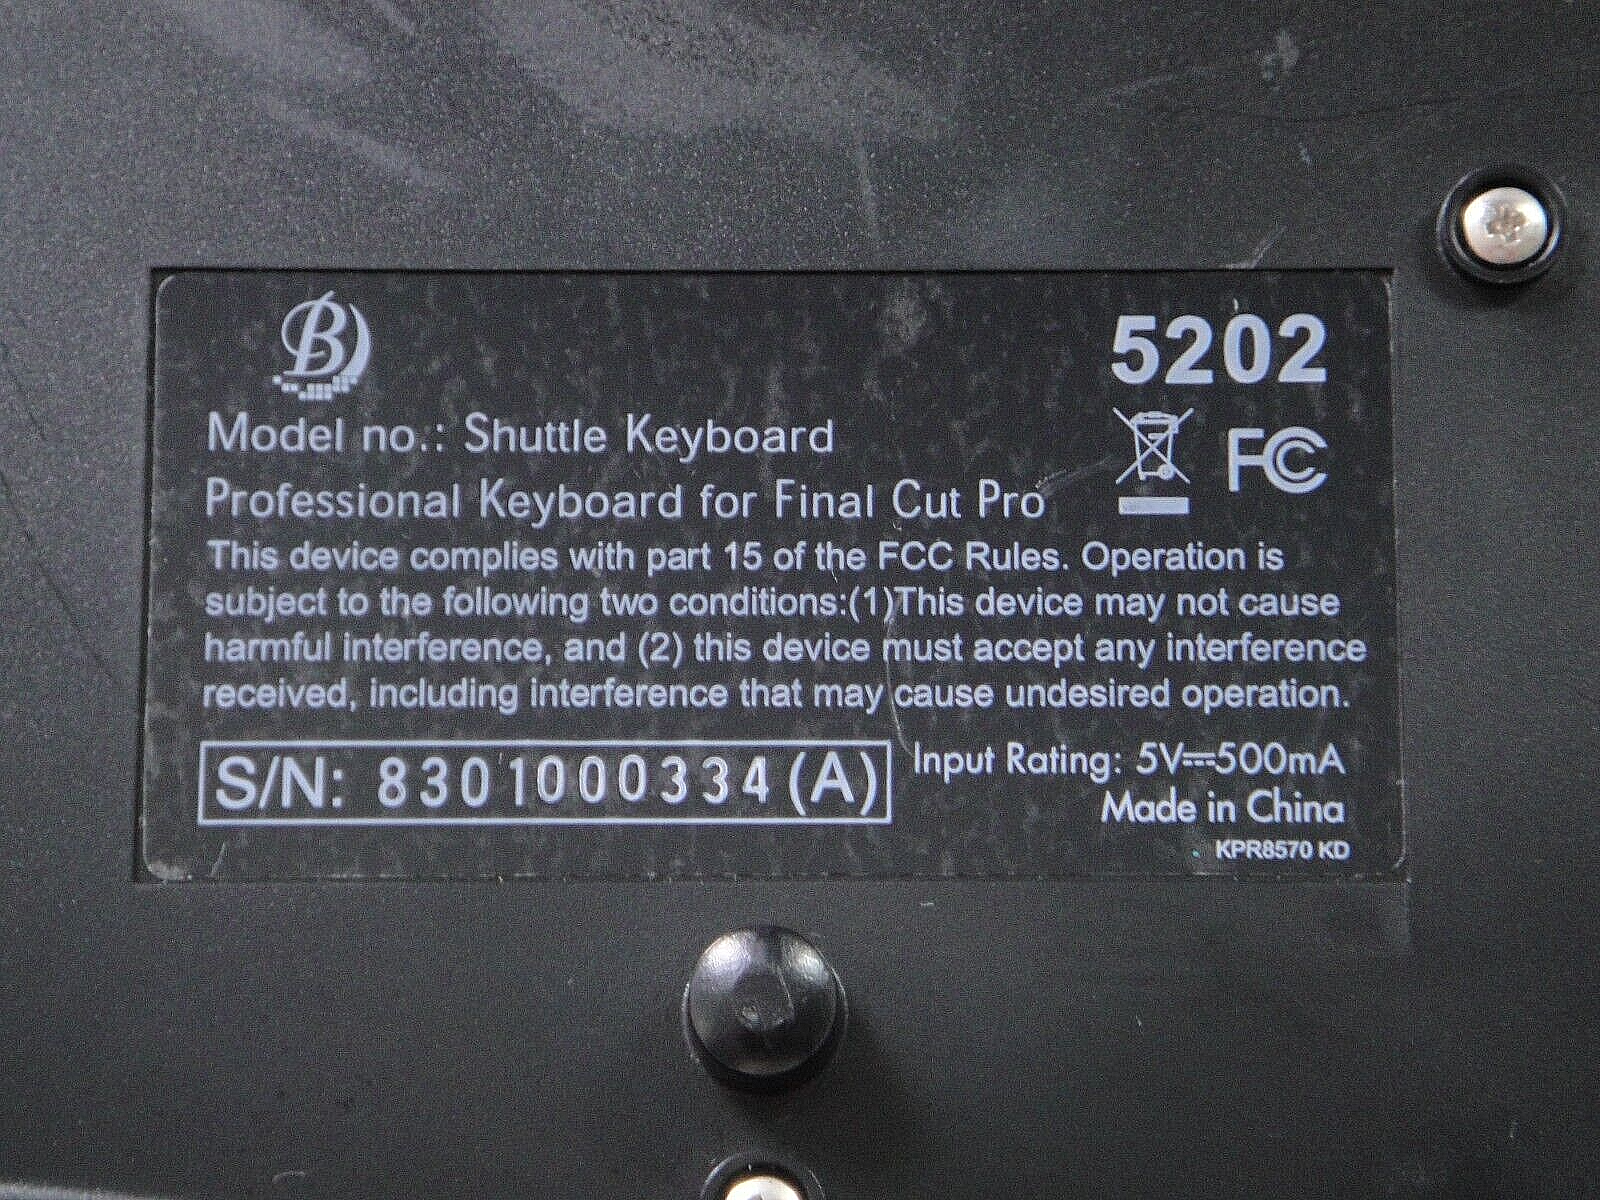 B
5202
Model no.: Shuttle Keyboard
FC
Professional Keyboard for Final Cut Pro
This device complies with part 15 of the FCC Rules. Operation is
subject to the following two conditions:(1)This device may not cause
harmful interference, and (2) this device must accept any interference
received, including interference that may cause undesired operation.
S/N: 8301000334(A)
Input Rating: 5V⎓500mA
Made in China
KPR8570 KD